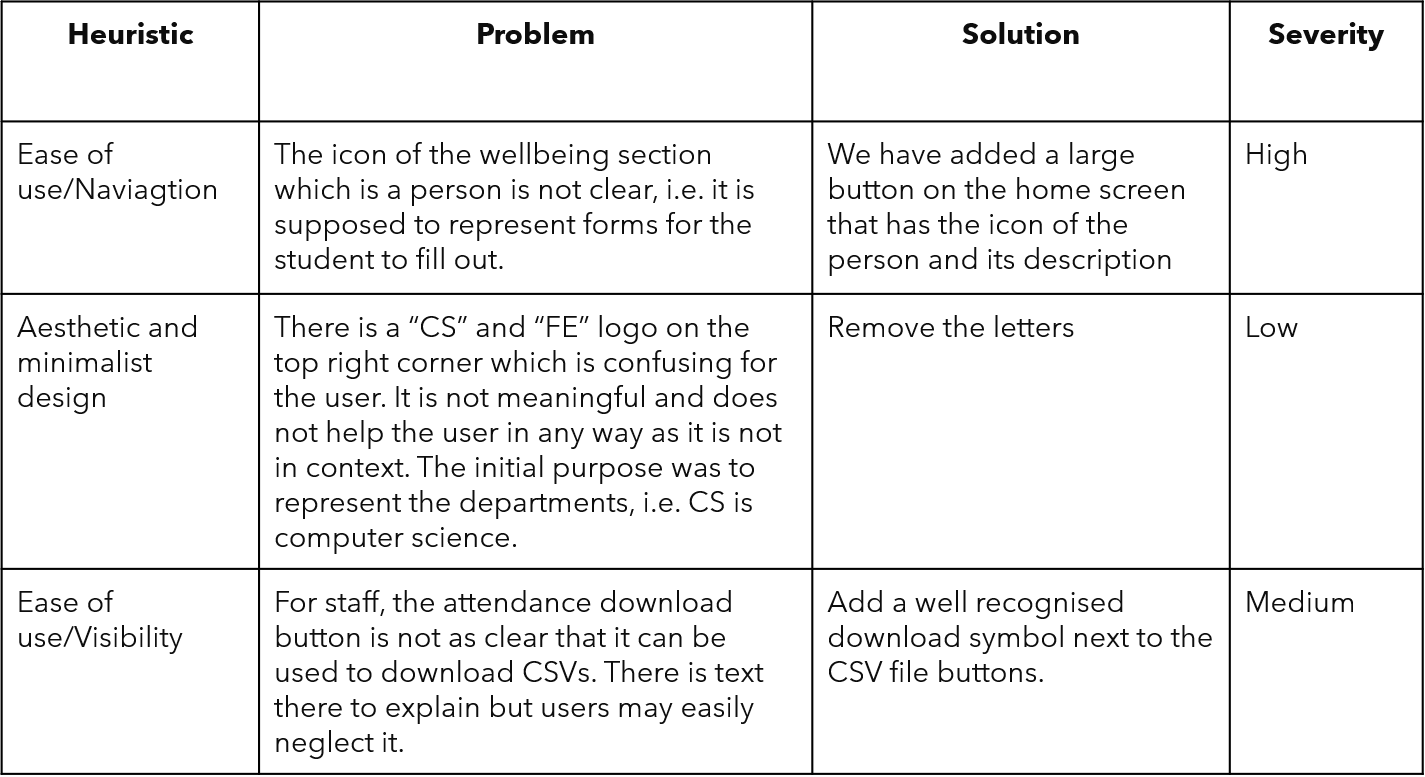 Heuristic
Problem
Solution
Severity
Ease of
use/Naviagtion
The icon of the wellbeing section
which is a person is not clear, i.e. it is
supposed to represent forms for the
student to fill out.
We have added a large
button on the home screen
that has the icon of the
person and its description
High
Aesthetic and
minimalist
design
There is a “CS” and “FE” logo on the
top right corner which is confusing for
the user. It is not meaningful and does
not help the user in any way as it is not
in context. The initial purpose was to
represent the departments, i.e. CS is
computer science.
Remove the letters
Low
Ease of
use/Visibility
For staff, the attendance download
button is not as clear that it can be
used to download CSVs. There is text
there to explain but users may easily
neglect it.
Add a well recognised
download symbol next to the
CSV file buttons.
Medium